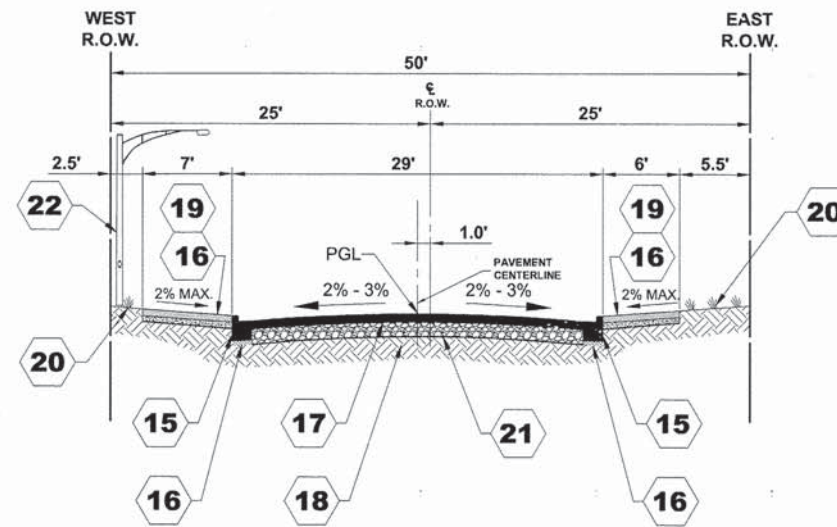 WEST
R.O.W.
EAST
R.O.W.
50'
℄
R.O.W.
25'
25'
2.5'
7'
29'
6'
5.5'
22
19
19
20
16
16
1.0'
PGL
PAVEMENT
CENTERLINE
2% MAX.
2% - 3%
2% - 3%
2% MAX.
20
15
17
21
15
16
18
16